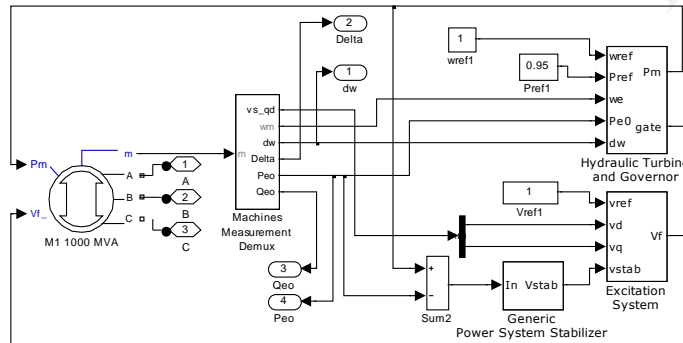 2
Delta
1
dw
1
wref1
0.95
Pref1
wref
Pref
we
Pe0
dw
Pm
gate
Hydraulic Turbine
and Governor
vs_qd
wm
dw
Delta
Peo
Qeo
m
Machines
Measurement
Demux
Pm
m
Vf_
A
B
C
M1 1000 MVA
1
A
2
B
3
C
3
Qeo
4
Peo
1
Vref1
vref
vd
vq
vstab
Vf
Excitation
System
+
−
Sum2
In Vstab
Generic
Power System Stabilizer